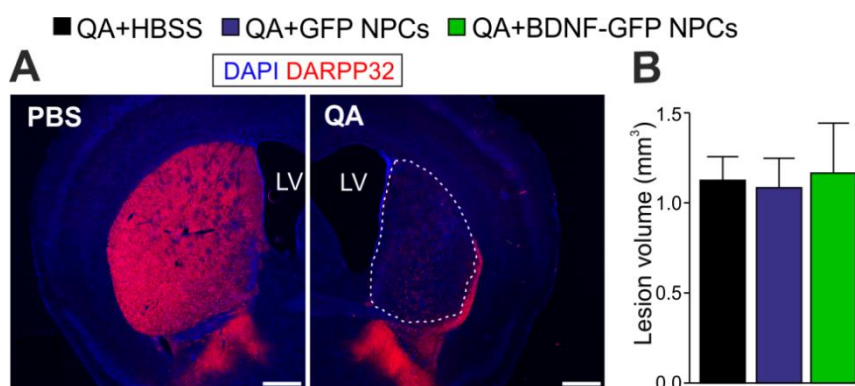 QA+HBSS QA+GFP NPCs QA+BDNF-GFP NPCs
A
DAPI DARPP32
PBS
LV
QA
LV
B
Lesion volume (mm³)
1.5
1.0
0.5
0.0